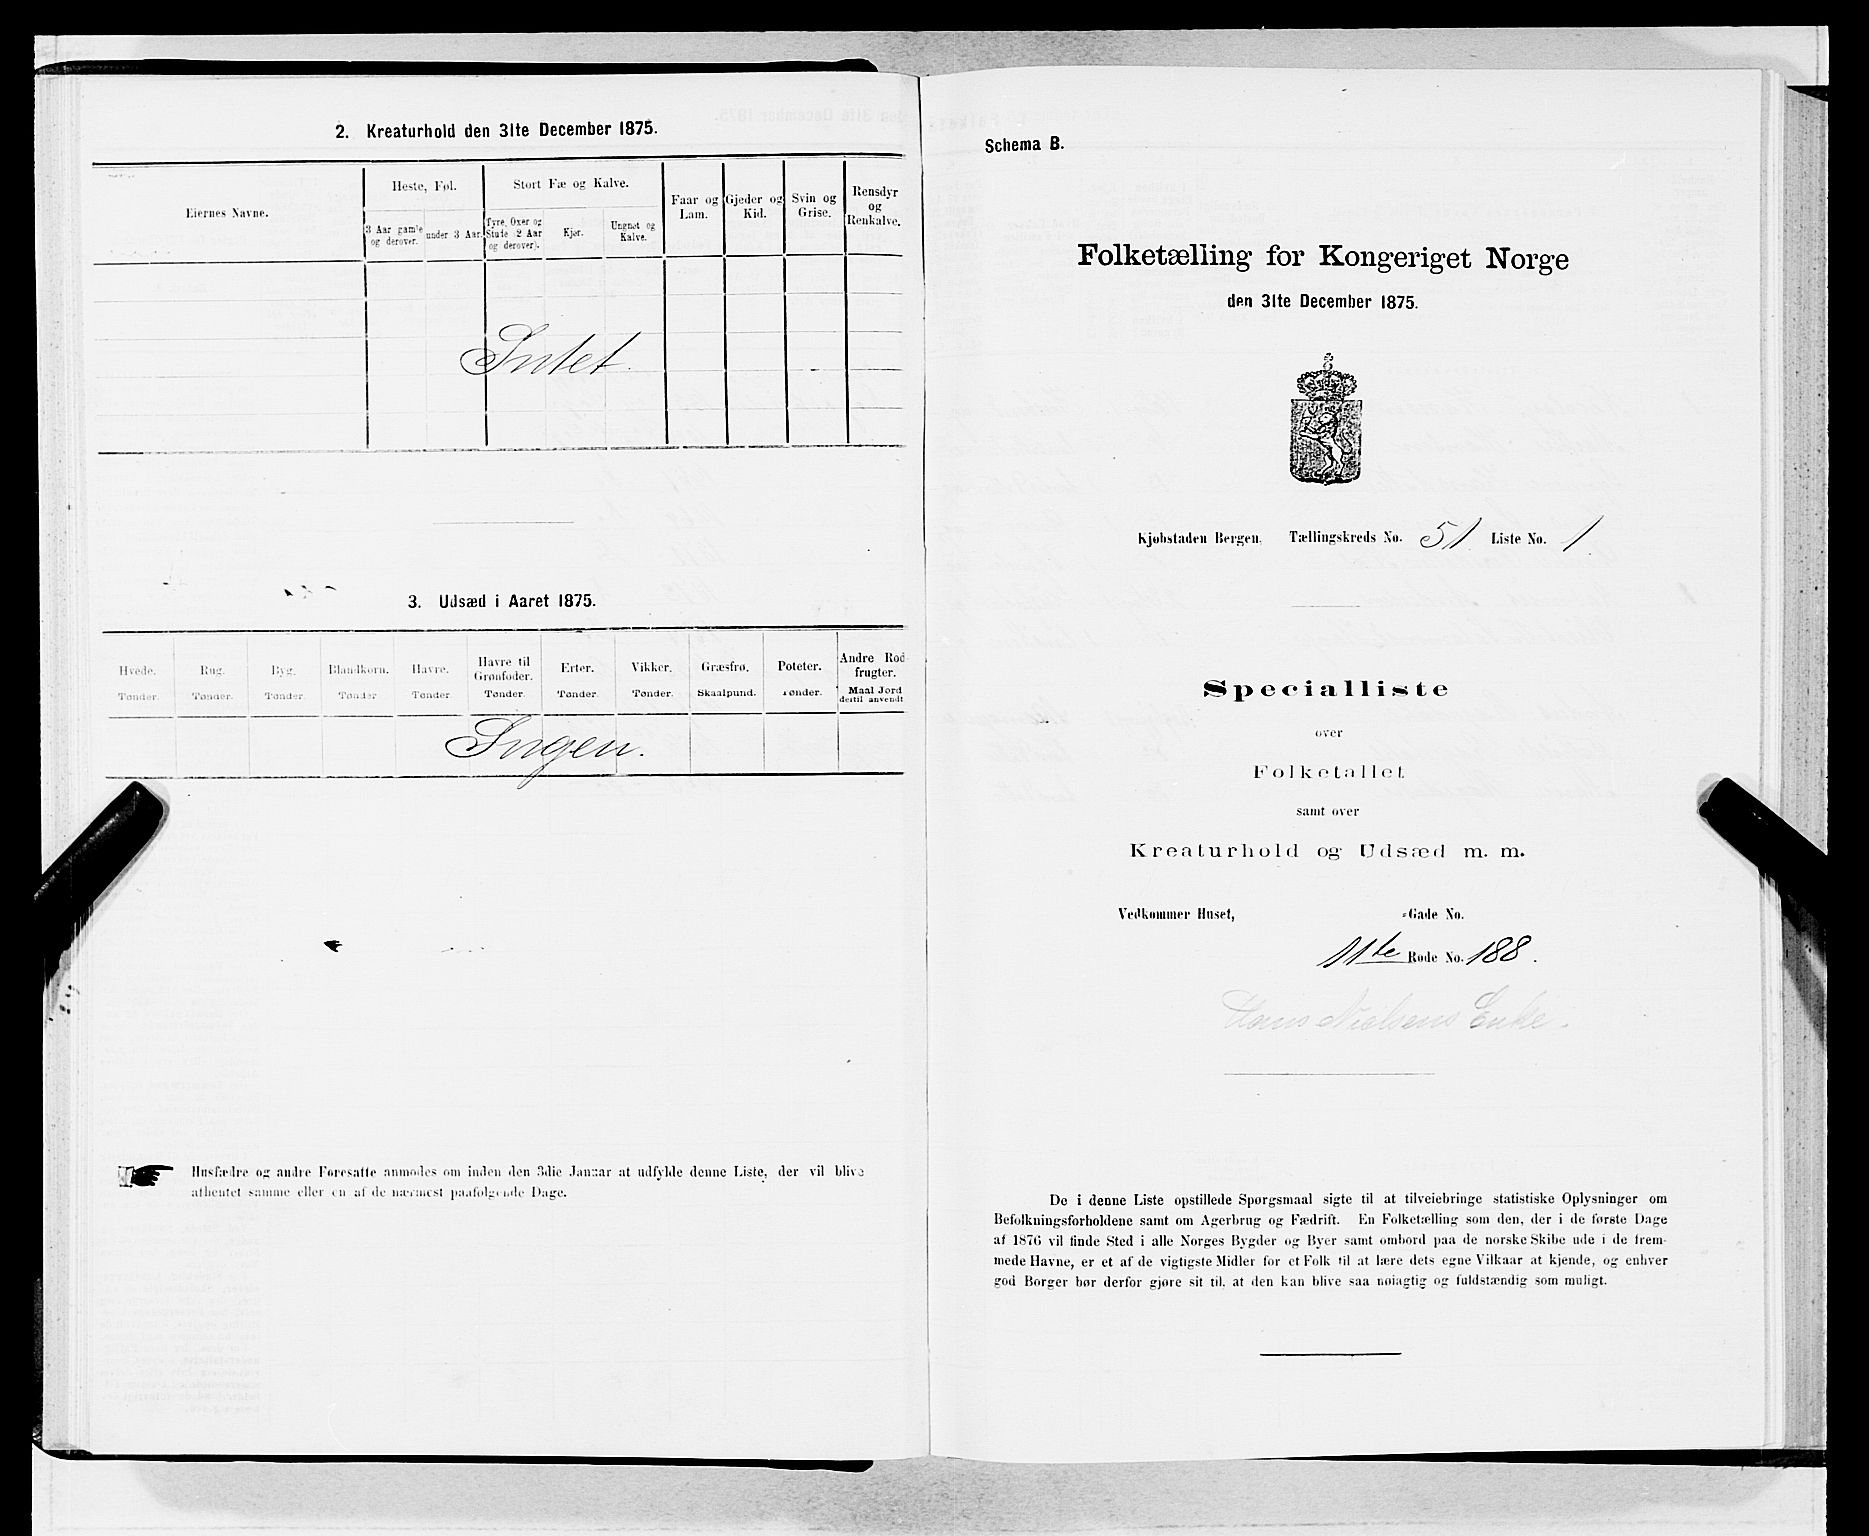 2. Kreaturhold den 31te December 1875.
Eiernes Navne.
Heste, Føl.
3 Aar gamle og derover.
under 3 Aar.
Stort Fæ og Kalve.
Tyre, Oxer og Stude 2 Aar og derover).
Kjør.
Ungnøt og Kalve.
Faar og Lam.
Gjeder og Kid.
Svin og Grise.
Rensdyr og Renkalve.
Intet.
3. Udsæd i Aaret 1875.
Hvede. Rug. Byg. Blandkorn. Havre. Havre til Grønfoder. Erter. Vikker. Græsfrø. Poteter. Andre Rodfrugter.
Tønder. Tønder. Tønder. Tønder Tønder. Tønder. Tønder. Tønder. Skaalpund. Tønder. Maal Jord dertil anvendt.
Ingen.
Husfædre og andre Foresatte anmodes om inden den 3die Januar at udfylde denne Liste, der vil blive
afhentet samme eller en af de nærmest paafølgende Dage.
Schema B.
Folketælling for Kongeriget Norge
den 31te December 1875.
Kjøbstaden Bergen. Tællingskreds No. 51 Liste No. 1
Specialliste
over
Folketallet
samt over
Kreaturhold og Udsæd m. m.
Vedkommer Huset, -Gade No.
11te Rode No. 188.
Hans Nielsens Enke.
De i denne Liste opstillede Spørgsmaal sigte til at tilveiebringe statistiske Oplysninger om
Befolkningsforholdene samt om Agerbrug og Fædrift. En Folketælling som den, der i de første Dage
af 1876 vil finde Sted i alle Norges Bygder og Byer samt ombord paa de norske Skibe ude i de frem-
mede Havne, er et af de vigtigste Midler for et Folk til at lære dets egne Vilkaar at kjende, og enhver
god Borger bør derfor gjøre sit til, at den kan blive saa nøiagtig og fuldstændig som muligt.